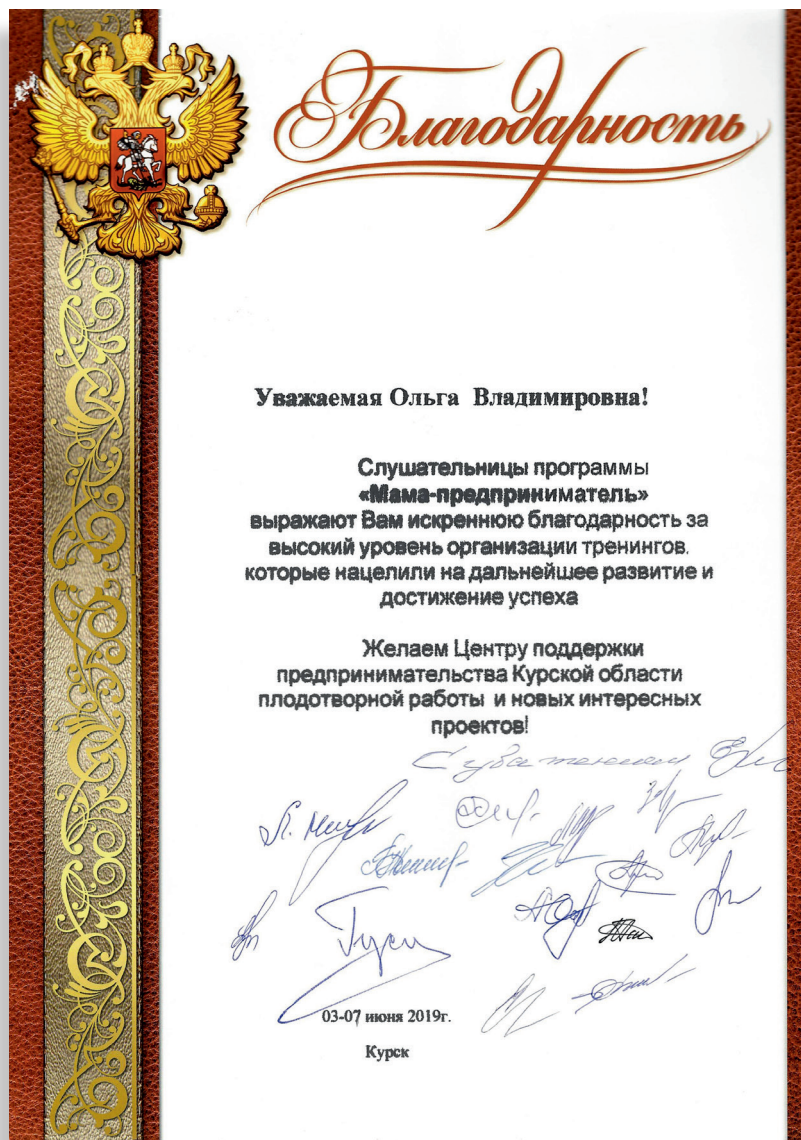 Благодарность
Уважаемая Ольга Владимировна!
Слушательницы программы
«Мама-предприниматель»
выражают Вам искреннюю благодарность за
высокий уровень организации тренингов,
которые нацелили на дальнейшее развитие и
достижение успеха
Желаем Центру поддержки
предпринимательства Курской области
плодотворной работы и новых интересных
проектов!
С уважением
03-07 июня 2019г.
Курск